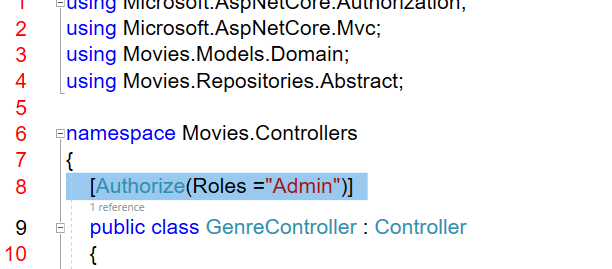 1 using Microsoft.AspNetCore.Authorization;
2 using Microsoft.AspNetCore.Mvc;
3 using Movies.Models.Domain;
4 using Movies.Repositories.Abstract;
5
6 namespace Movies.Controllers
7 {
8 [Authorize(Roles ="Admin")]
1 reference
9 public class GenreController : Controller
10 {